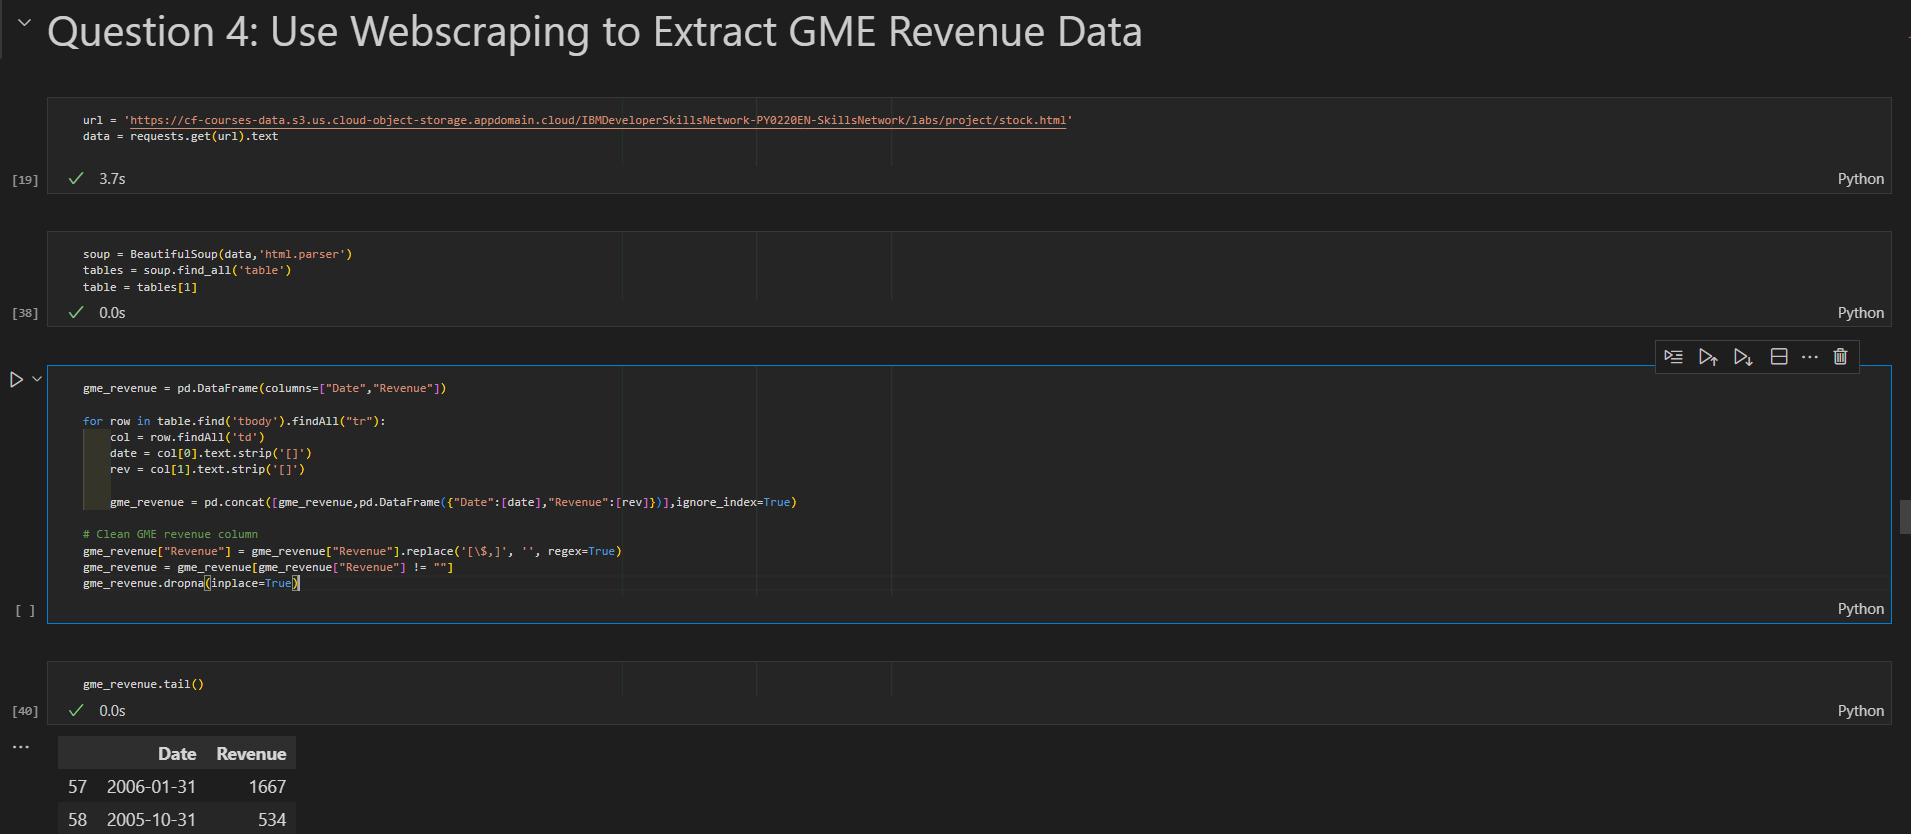 Question 4: Use Webscraping to Extract GME Revenue Data
url = 'https://cf-courses-data.s3.us.cloud-object-storage.appdomain.cloud/IBMDeveloperSkillsNetwork-PY0220EN-SkillsNetwork/labs/project/stock.html'
data = requests.get(url).text
[19] 3.7s Python
soup = BeautifulSoup(data,'html.parser')
tables = soup.find_all('table')
table = tables[1]
[38] 0.0s Python
gme_revenue = pd.DataFrame(columns=["Date","Revenue"])
for row in table.find('tbody').findAll("tr"):
    col = row.findAll('td')
    date = col[0].text.strip('[]')
    rev = col[1].text.strip('[]')
    gme_revenue = pd.concat([gme_revenue,pd.DataFrame({"Date":[date],"Revenue":[rev]})],ignore_index=True)
# Clean GME revenue column
gme_revenue["Revenue"] = gme_revenue["Revenue"].replace('[\$,]', '', regex=True)
gme_revenue = gme_revenue[gme_revenue["Revenue"] != ""]
gme_revenue.dropna(inplace=True)
[ ] Python
gme_revenue.tail()
[40] 0.0s Python
...
Date Revenue
57 2006-01-31 1667
58 2005-10-31 534